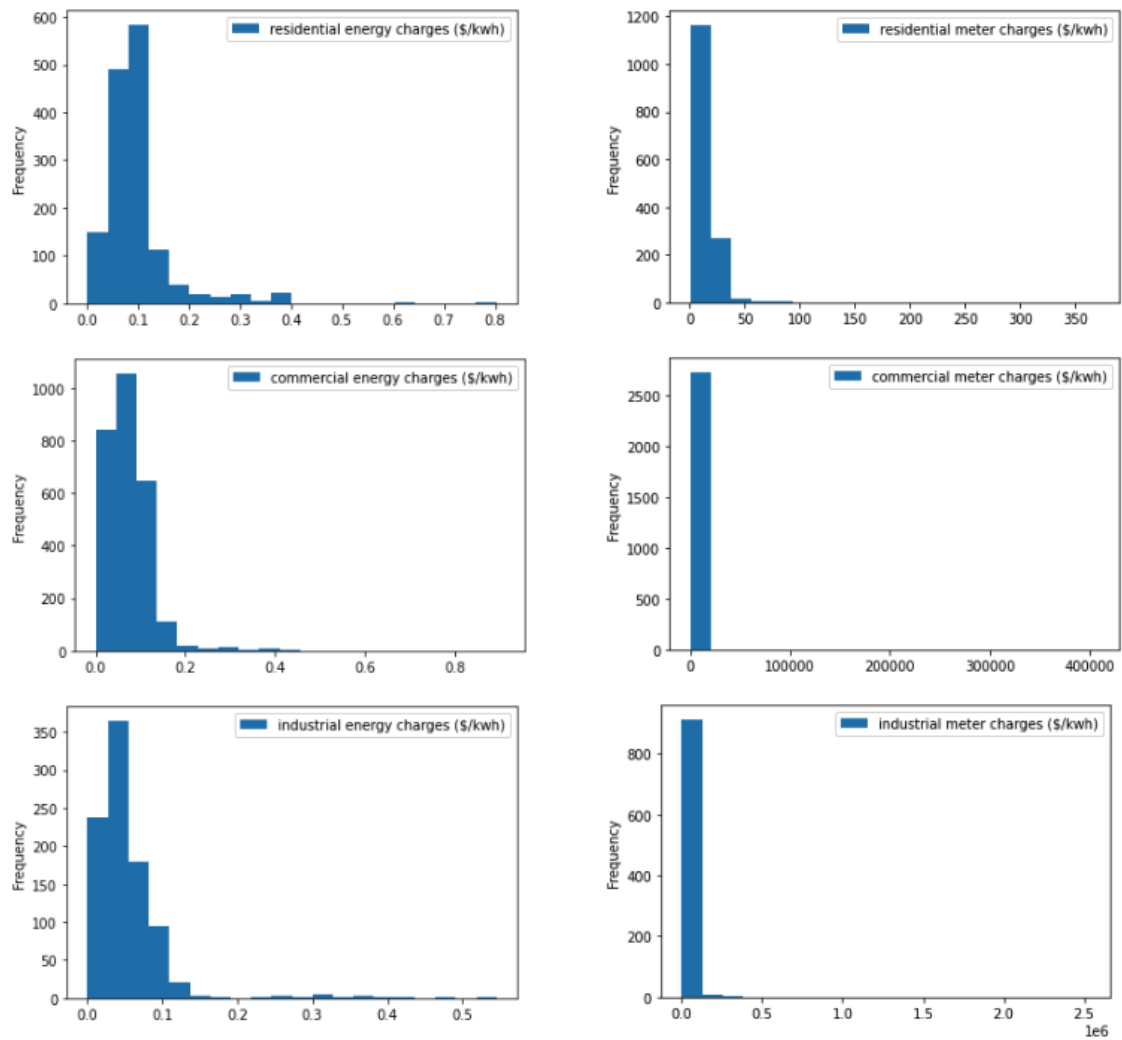 residential energy charges ($/kwh)
Frequency
600
500
400
300
200
100
0
0.0 0.1 0.2 0.3 0.4 0.5 0.6 0.7 0.8
residential meter charges ($/kwh)
Frequency
1200
1000
800
600
400
200
0
0 50 100 150 200 250 300 350
commercial energy charges ($/kwh)
Frequency
1000
800
600
400
200
0
0.0 0.2 0.4 0.6 0.8
commercial meter charges ($/kwh)
Frequency
2500
2000
1500
1000
500
0
0 100000 200000 300000 400000
industrial energy charges ($/kwh)
Frequency
350
300
250
200
150
100
50
0
0.0 0.1 0.2 0.3 0.4 0.5
industrial meter charges ($/kwh)
Frequency
800
600
400
200
0
0.0 0.5 1.0 1.5 2.0 2.5
1e6